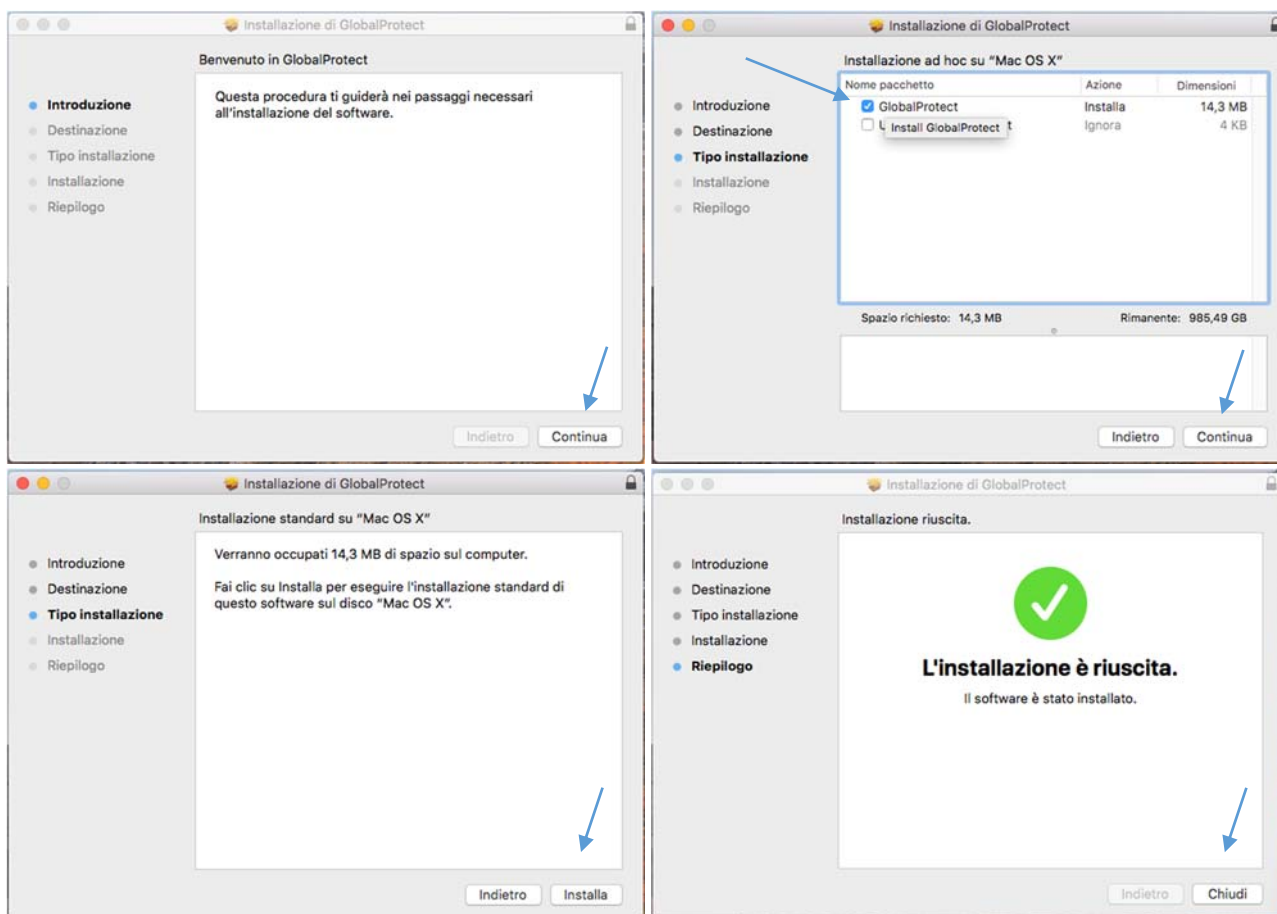 Installazione di GlobalProtect
Benvenuto in GlobalProtect
Introduzione
Destinazione
Tipo installazione
Installazione
Riepilogo
Questa procedura ti guiderà nei passaggi necessari
all'installazione del software.
Indietro
Continua
Installazione di GlobalProtect
Installazione ad hoc su “Mac OS X”
Introduzione
Destinazione
Tipo installazione
Installazione
Riepilogo
Nome pacchetto Azione Dimensioni
GlobalProtect Installa 14,3 MB
Ignora 4 KB
Install GlobalProtect
Spazio richiesto: 14,3 MB Rimanente: 985,49 GB
Indietro
Continua
Installazione di GlobalProtect
Installazione standard su “Mac OS X”
Introduzione
Destinazione
Tipo installazione
Installazione
Riepilogo
Verranno occupati 14,3 MB di spazio sul computer.
Fai clic su Installa per eseguire l'installazione standard di
questo software sul disco “Mac OS X”.
Indietro
Installa
Installazione di GlobalProtect
Installazione riuscita.
Introduzione
Destinazione
Tipo installazione
Installazione
Riepilogo
L'installazione è riuscita.
Il software è stato installato.
Indietro
Chiudi